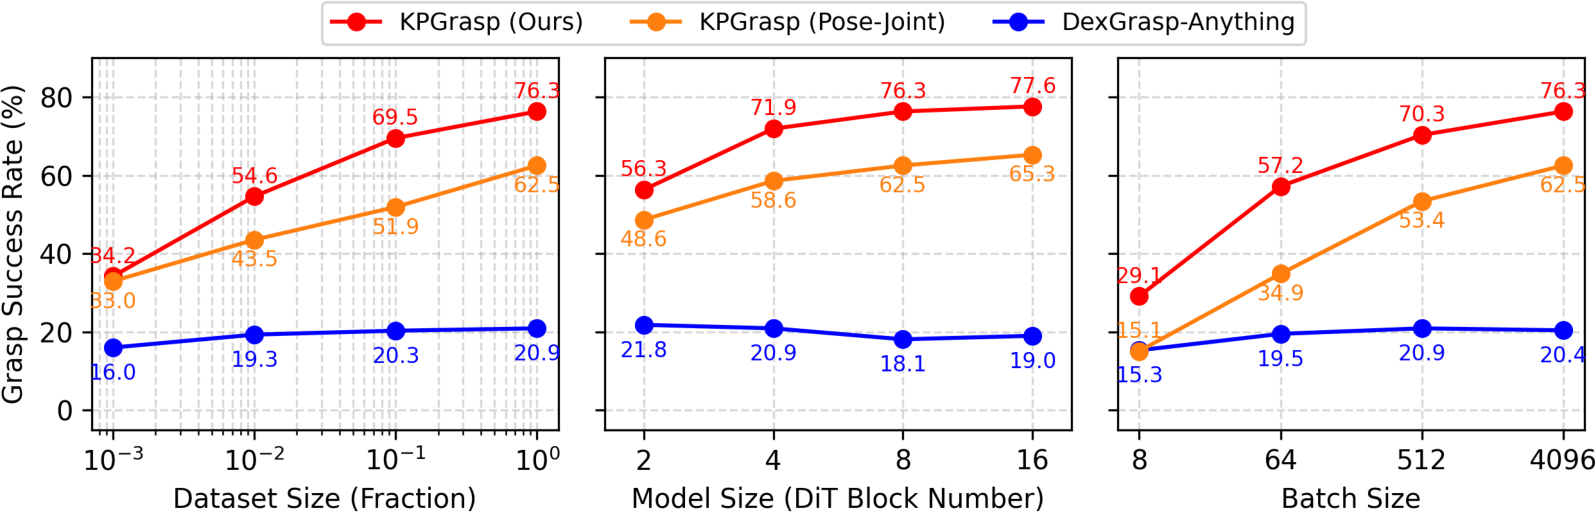 KPGrasp (Ours) KPGrasp (Pose-Joint) DexGrasp-Anything
Grasp Success Rate (%)
80
60
40
20
0
34.2 54.6 69.5 76.3
33.0 43.5 51.9 62.5
16.0 19.3 20.3 20.9
10⁻³ 10⁻² 10⁻¹ 10⁰
Dataset Size (Fraction)
56.3 71.9 76.3 77.6
48.6 58.6 62.5 65.3
21.8 20.9 18.1 19.0
2 4 8 16
Model Size (DiT Block Number)
29.1 57.2 70.3 76.3
15.1 34.9 53.4 62.5
15.3 19.5 20.9 20.4
8 64 512 4096
Batch Size